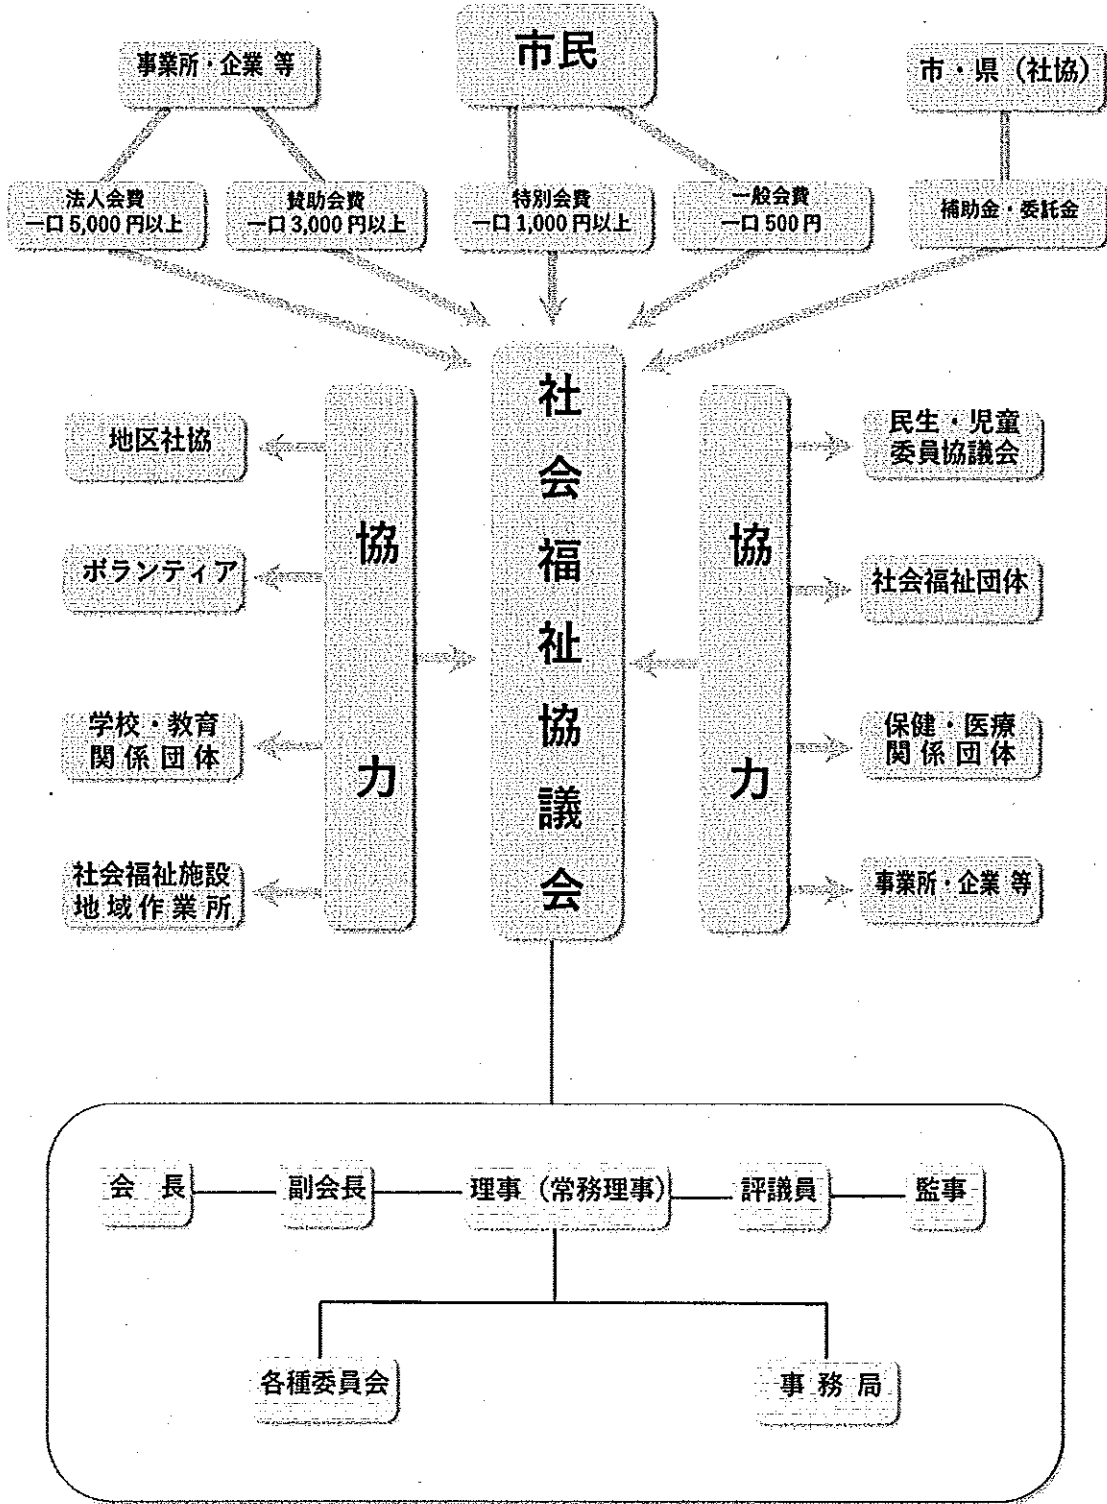 事業所・企業 等
市民
市・県（社協）
法人会費
一口 5,000 円以上
賛助会費
一口 3,000 円以上
特別会費
一口 1,000 円以上
一般会費
一口 500 円
補助金・委託金
社会福祉協議会
協力
協力
地区社協
ボランティア
学校・教育
関係団体
社会福祉施設
地域作業所
民生・児童
委員協議会
社会福祉団体
保健・医療
関係団体
事業所・企業 等
会　長
副会長
理事（常務理事）
評議員
監事
各種委員会
事 務 局